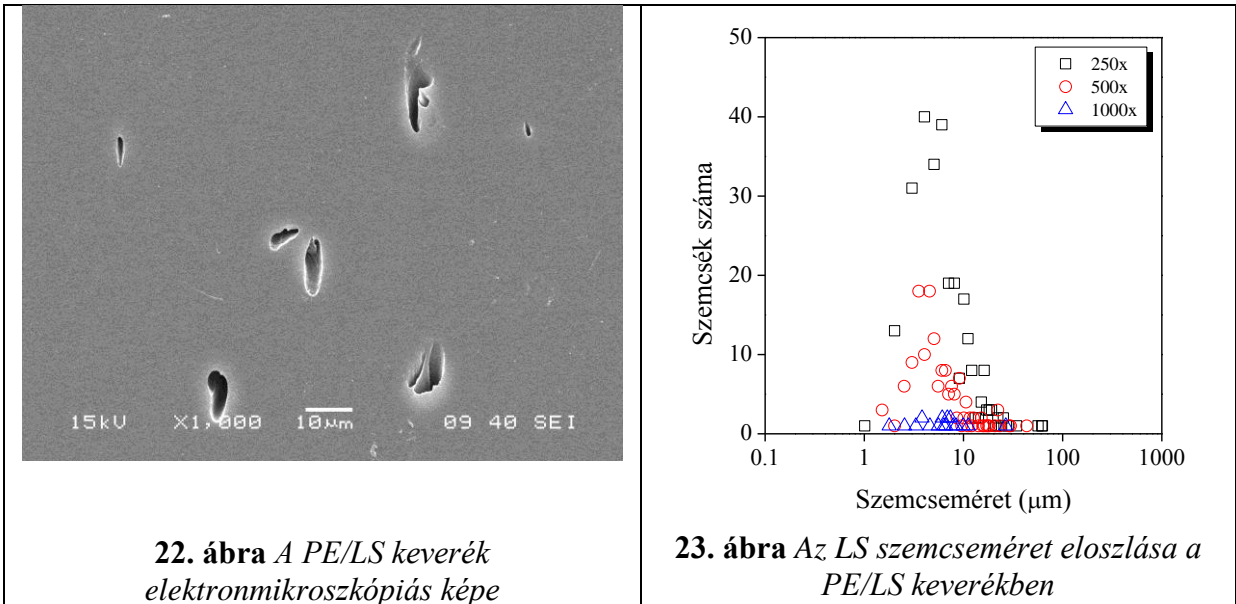 15kV X1,000 10μm 09 40 SEI
22. ábra A PE/LS keverék
elektronmikroszkópiás képe
50
40
30
20
10
0
Szemcsék száma
250x
500x
1000x
0.1 1 10 100 1000
Szemcseméret (μm)
23. ábra Az LS szemcseméret eloszlása a
PE/LS keverékben